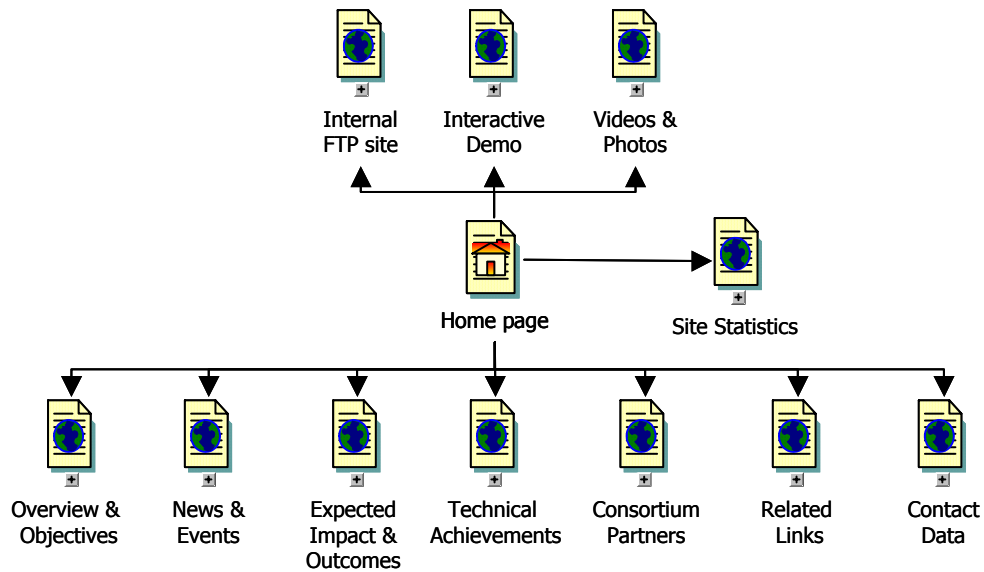 Internal
FTP site
Interactive
Demo
Videos &
Photos
Home page
Site Statistics
Overview &
Objectives
News &
Events
Expected
Impact &
Outcomes
Technical
Achievements
Consortium
Partners
Related
Links
Contact
Data